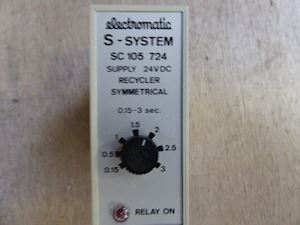 electromatic
S-SYSTEM
SC 105 724
SUPPLY 24VDC
RECYCLER
SYMMETRICAL
0.15-3 sec.
1.5
1 2
0.5 2.5
0.15 3
RELAY ON